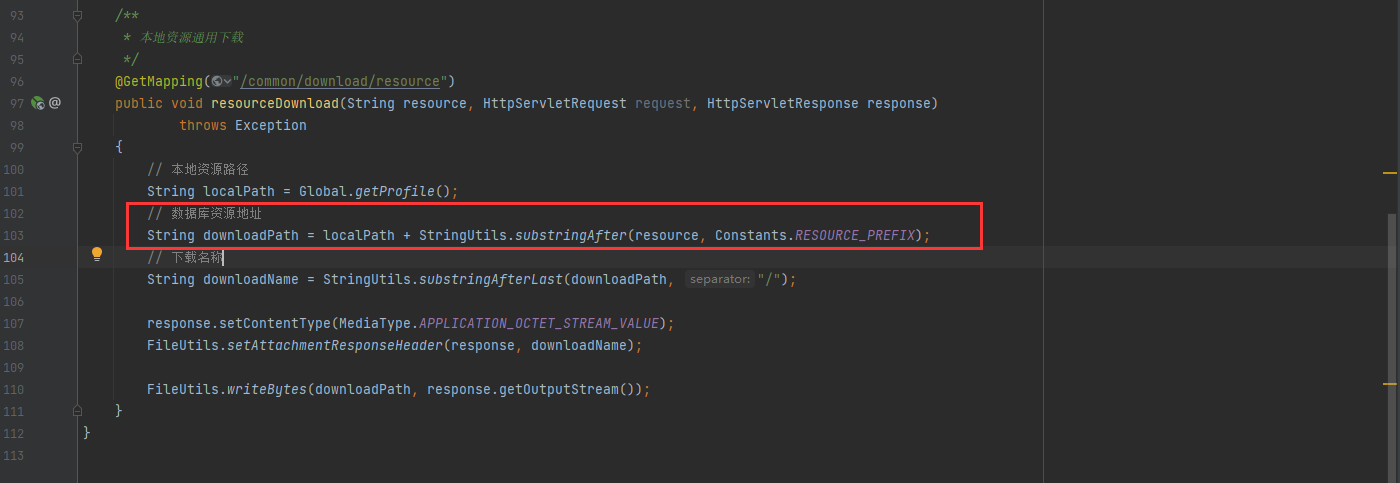 93 /**
94 * 本地资源通用下载
95 */
96 @GetMapping("/common/download/resource")
97 @ public void resourceDownload(String resource, HttpServletRequest request, HttpServletResponse response)
98 throws Exception
99 {
100 // 本地资源路径
101 String localPath = Global.getProfile();
102 // 数据库资源地址
103 String downloadPath = localPath + StringUtils.substringAfter(resource, Constants.RESOURCE_PREFIX);
104 // 下载名称
105 String downloadName = StringUtils.substringAfterLast(downloadPath, separator: "/");
106
107 response.setContentType(MediaType.APPLICATION_OCTET_STREAM_VALUE);
108 FileUtils.setAttachmentResponseHeader(response, downloadName);
109
110 FileUtils.writeBytes(downloadPath, response.getOutputStream());
111 }
112 }
113